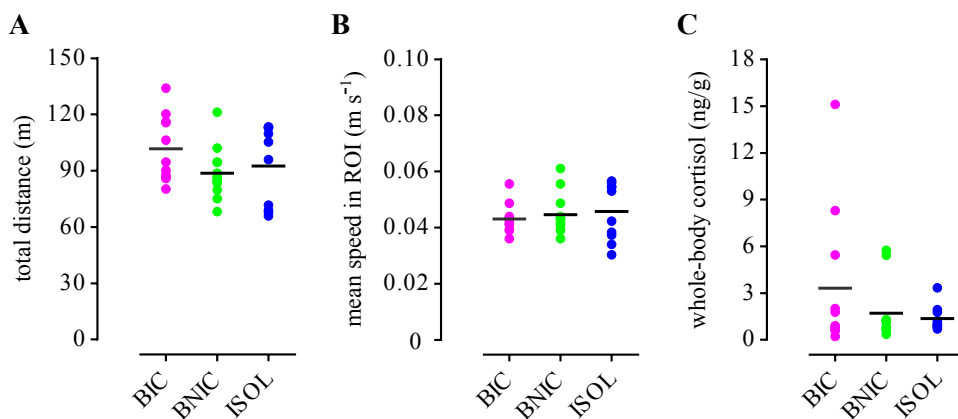 A
total distance (m)
150
120
90
60
30
0
BIC
BNIC
ISOL
B
mean speed in ROI (m s⁻¹)
0.10
0.08
0.06
0.04
0.02
0
BIC
BNIC
ISOL
C
whole-body cortisol (ng/g)
18
15
12
9
6
3
0
BIC
BNIC
ISOL